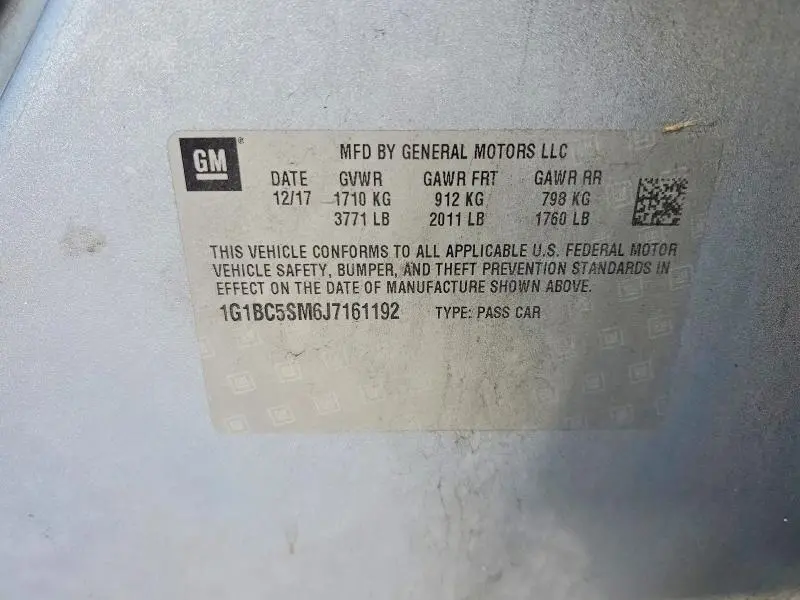 GM ®
MFD BY GENERAL MOTORS LLC
DATE GVWR GAWR FRT GAWR RR
12/17 1710 KG 912 KG 798 KG
3771 LB 2011 LB 1760 LB
THIS VEHICLE CONFORMS TO ALL APPLICABLE U.S. FEDERAL MOTOR
VEHICLE SAFETY, BUMPER, AND THEFT PREVENTION STANDARDS IN
EFFECT ON THE DATE OF MANUFACTURE SHOWN ABOVE.
1G1BC5SM6J7161192 TYPE: PASS CAR